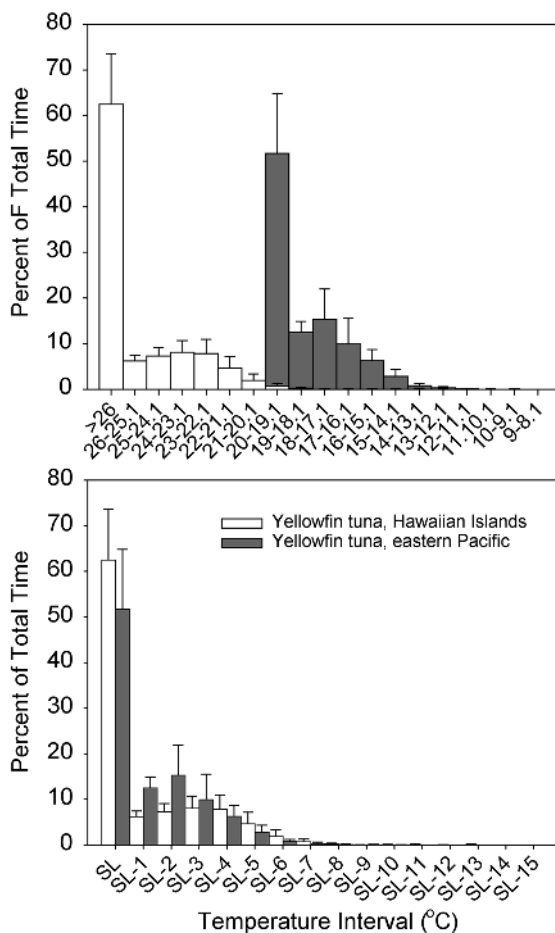 80
70
60
50
40
30
20
10
0
Percent oF Total Time
>26
26-25.1
25-24.1
24-23.1
23-22.1
22-21.1
21-20.1
20-19.1
19-18.1
18-17.1
17-16.1
16-15.1
15-14.1
14-13.1
13-12.1
12-11.1
11.10.1
10-9.1
9-8.1
80
70
60
50
40
30
20
10
0
Percent of Total Time
Yellowfin tuna, Hawaiian Islands
Yellowfin tuna, eastern Pacific
SL
SL-1
SL-2
SL-3
SL-4
SL-5
SL-6
SL-7
SL-8
SL-9
SL-10
SL-11
SL-12
SL-13
SL-14
SL-15
Temperature Interval (°C)